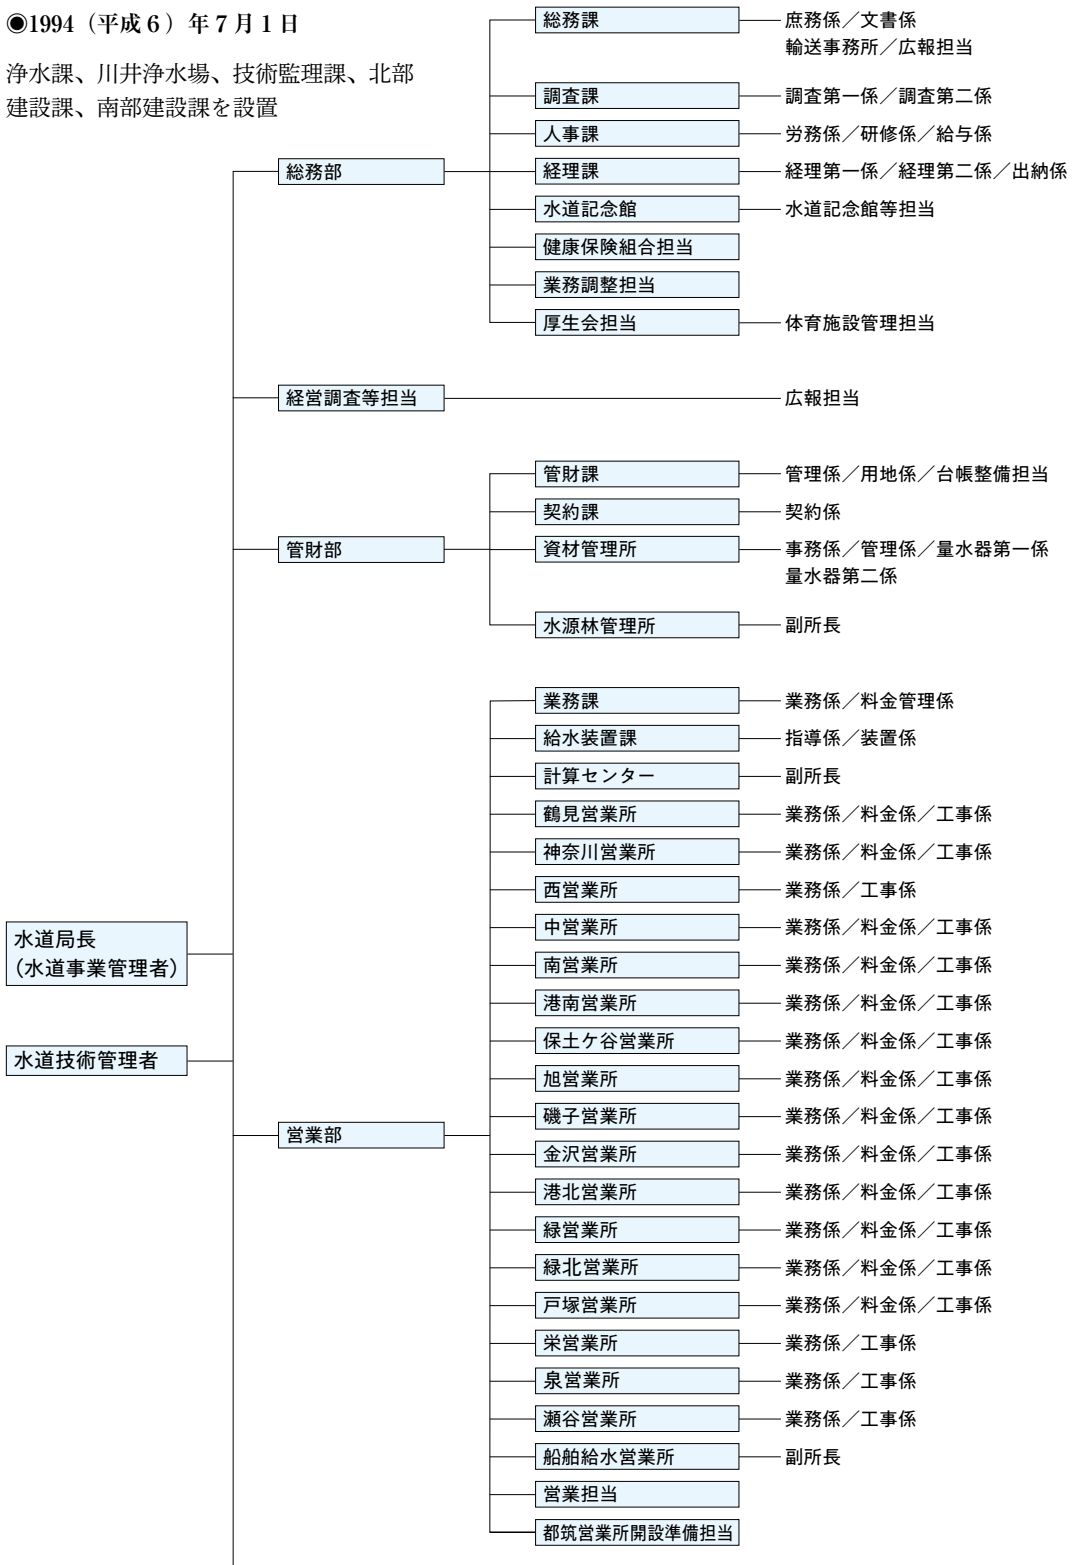 ◉1994（平成６）年７月１日
浄水課、川井浄水場、技術監理課、北部
建設課、南部建設課を設置
水道局長
（水道事業管理者）
水道技術管理者
総務部
総務課
庶務係／文書係
輸送事務所／広報担当
調査課
調査第一係／調査第二係
人事課
労務係／研修係／給与係
経理課
経理第一係／経理第二係／出納係
水道記念館
水道記念館等担当
健康保険組合担当
業務調整担当
厚生会担当
体育施設管理担当
経営調査等担当
広報担当
管財部
管財課
管理係／用地係／台帳整備担当
契約課
契約係
資材管理所
事務係／管理係／量水器第一係
量水器第二係
水源林管理所
副所長
営業部
業務課
業務係／料金管理係
給水装置課
指導係／装置係
計算センター
副所長
鶴見営業所
業務係／料金係／工事係
神奈川営業所
業務係／料金係／工事係
西営業所
業務係／工事係
中営業所
業務係／料金係／工事係
南営業所
業務係／料金係／工事係
港南営業所
業務係／料金係／工事係
保土ケ谷営業所
業務係／料金係／工事係
旭営業所
業務係／料金係／工事係
磯子営業所
業務係／料金係／工事係
金沢営業所
業務係／料金係／工事係
港北営業所
業務係／料金係／工事係
緑営業所
業務係／料金係／工事係
緑北営業所
業務係／料金係／工事係
戸塚営業所
業務係／料金係／工事係
栄営業所
業務係／工事係
泉営業所
業務係／工事係
瀬谷営業所
業務係／工事係
船舶給水営業所
副所長
営業担当
都筑営業所開設準備担当